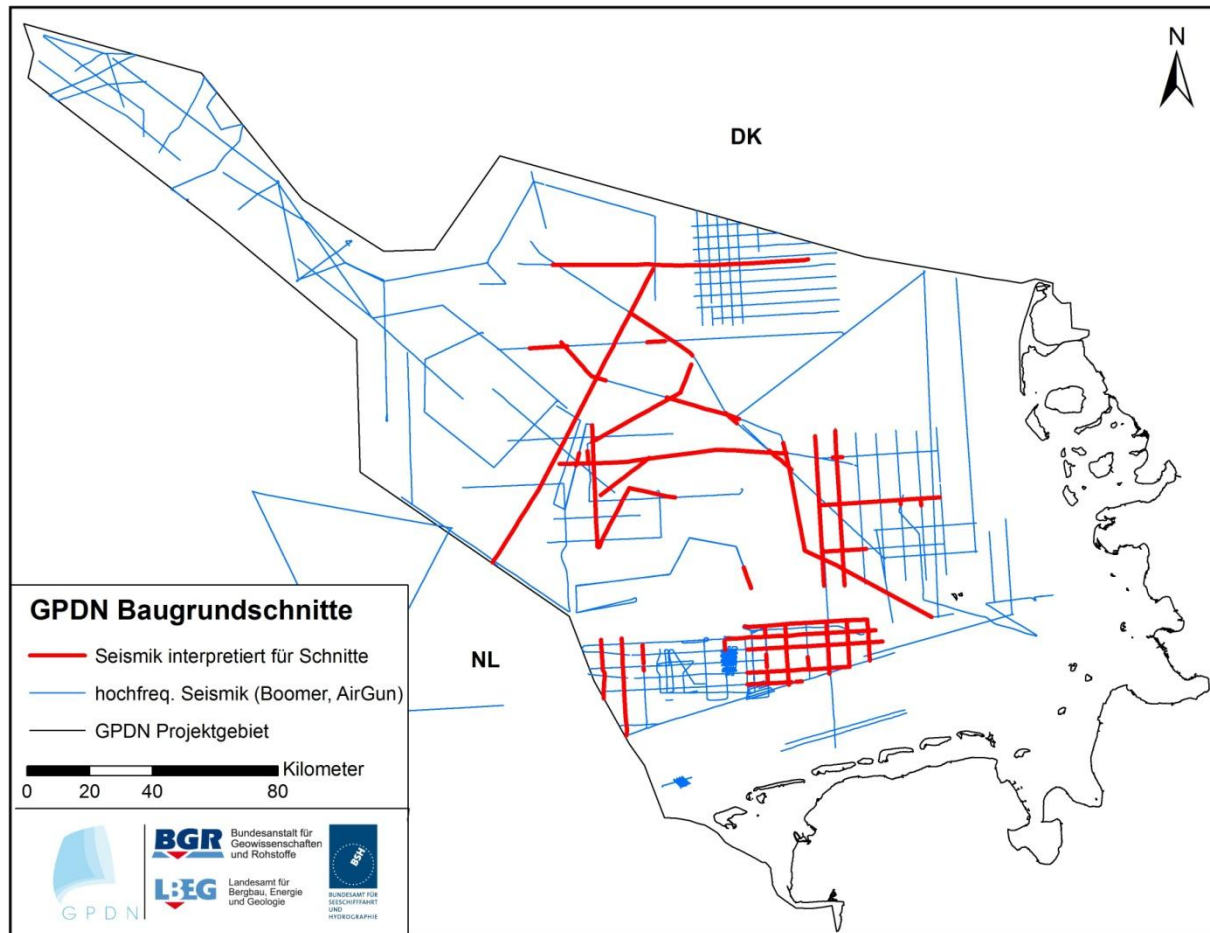 N
DK
NL
GPDN Baugrundschnitte
Seismik interpretiert für Schnitte
hochfreq. Seismik (Boomer, AirGun)
GPDN Projektgebiet
Kilometer
0 20 40 80
GPDN
BGR
Bundesanstalt für
Geowissenschaften
und Rohstoffe
LBEG
Landesamt für
Bergbau, Energie
und Geologie
BSH
BUNDESAMT FÜR
SEESCHIFFFAHRT
UND
HYDROGRAPHIE